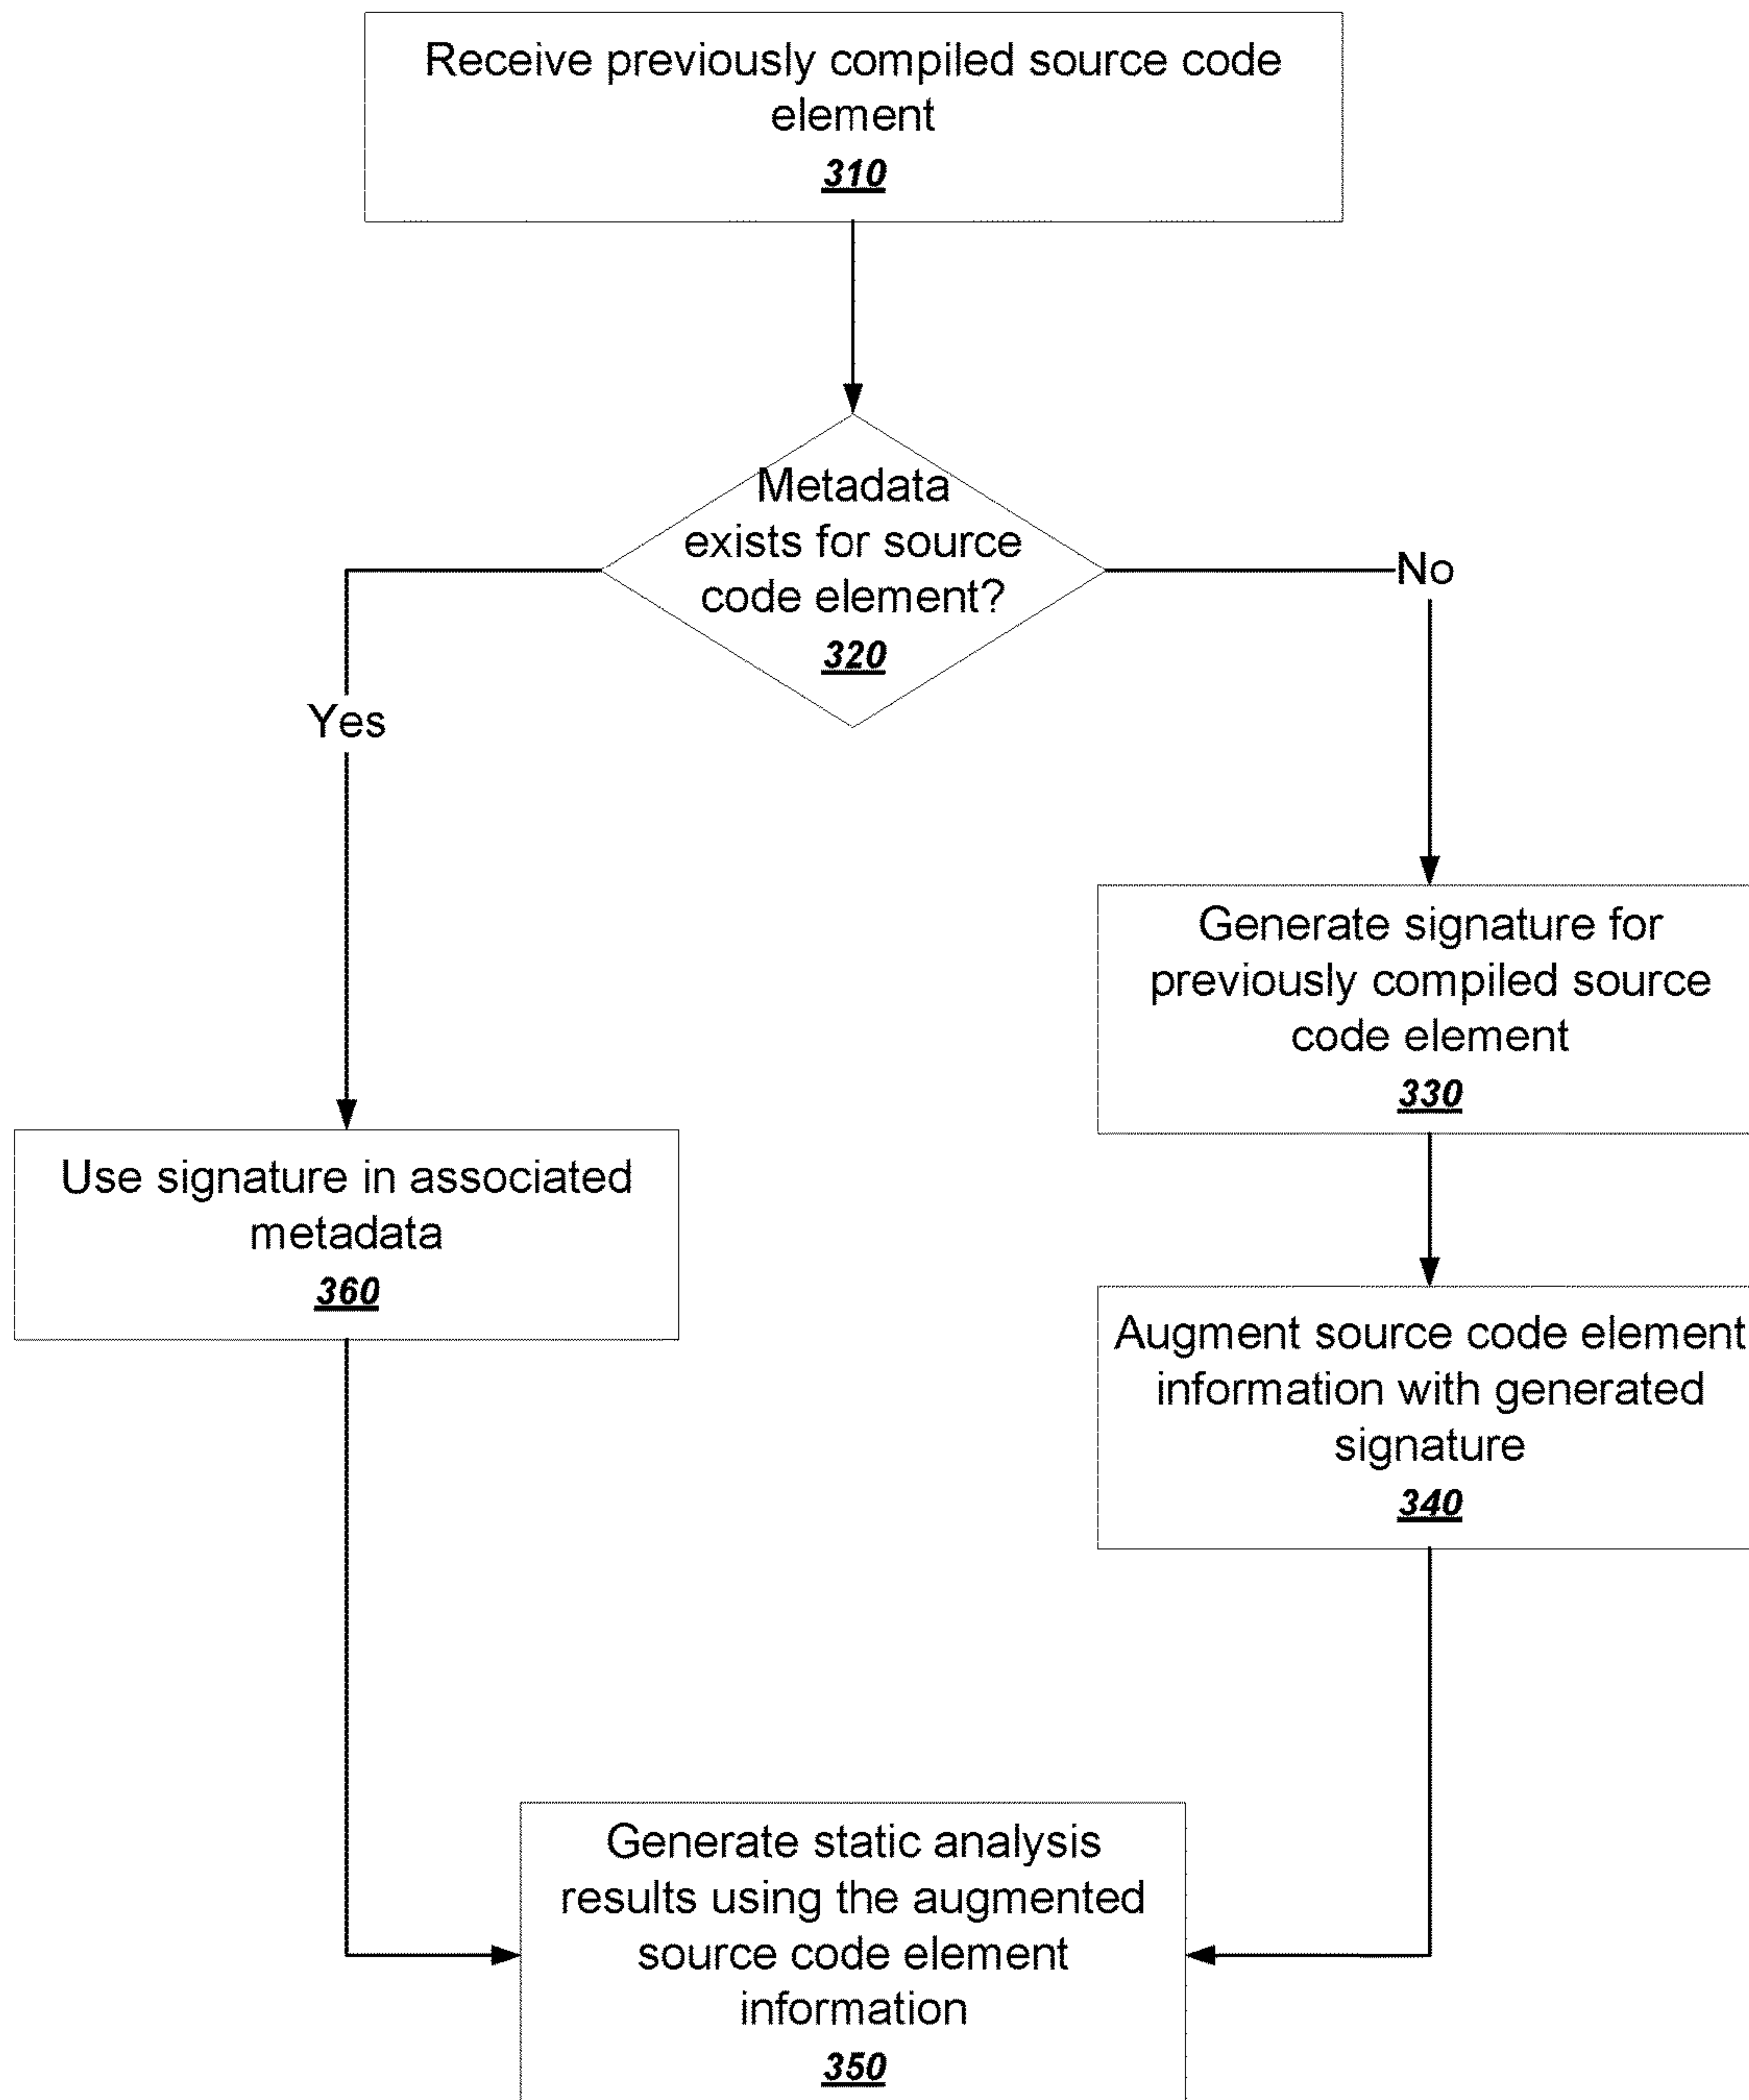 Receive previously compiled source code
element
310
Metadata
exists for source
code element?
320
No
Yes
Generate signature for
previously compiled source
code element
330
Use signature in associated
metadata
360
Augment source code element
information with generated
signature
340
Generate static analysis
results using the augmented
source code element
information
350